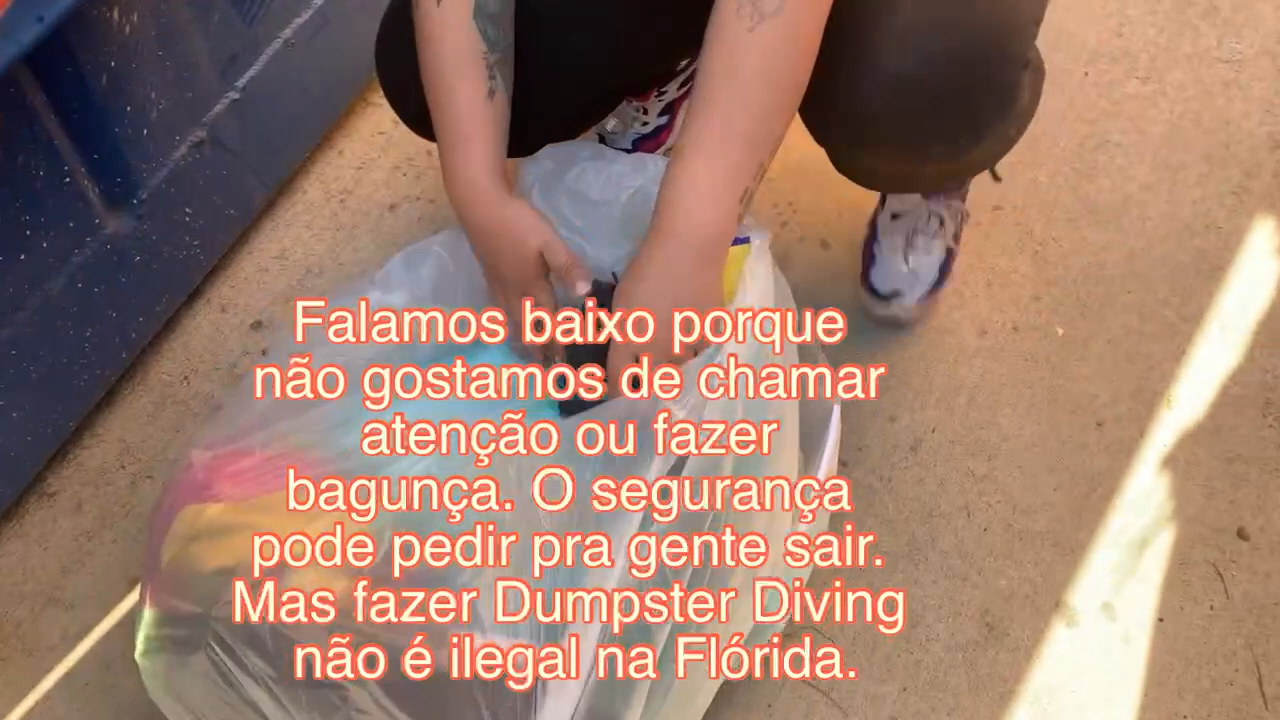 Falamos baixo porque
não gostamos de chamar
atenção ou fazer
bagunça. O segurança
pode pedir pra gente sair.
Mas fazer Dumpster Diving
não é ilegal na Flórida.